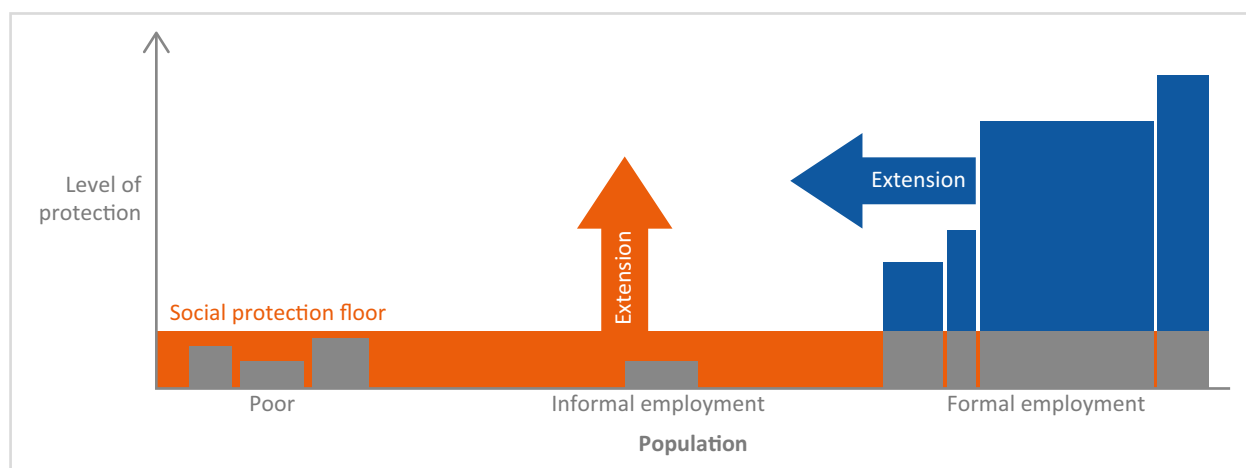 Level of
protection
Extension
Extension
Social protection floor
Poor
Informal employment
Formal employment
Population